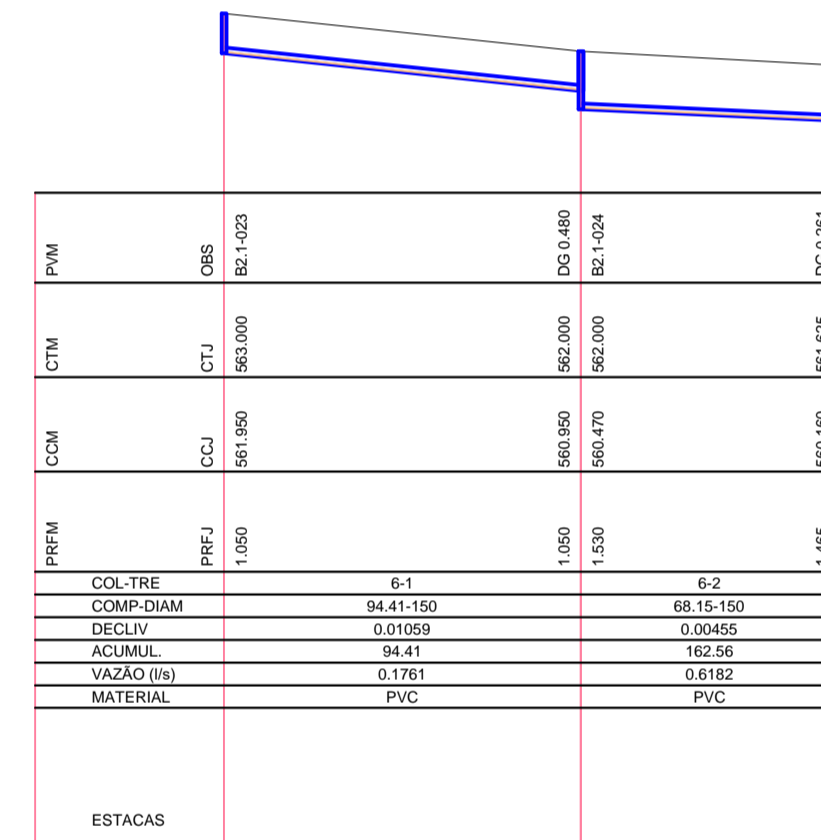 PVM OBS B2.1-023 DG 0.480 B2.1-024
CTM CTJ 563.000 562.000 562.000
CCM CCJ 561.950 560.950 560.470
PRFM PRFJ 1.050 1.050 1.530
COL-TRE 6-1 6-2
COMP-DIAM 94.41-150 68.15-150
DECLIV 0.01059 0.00455
ACUMUL. 94.41 162.56
VAZÃO (l/s) 0.1761 0.6182
MATERIAL PVC PVC
ESTACAS